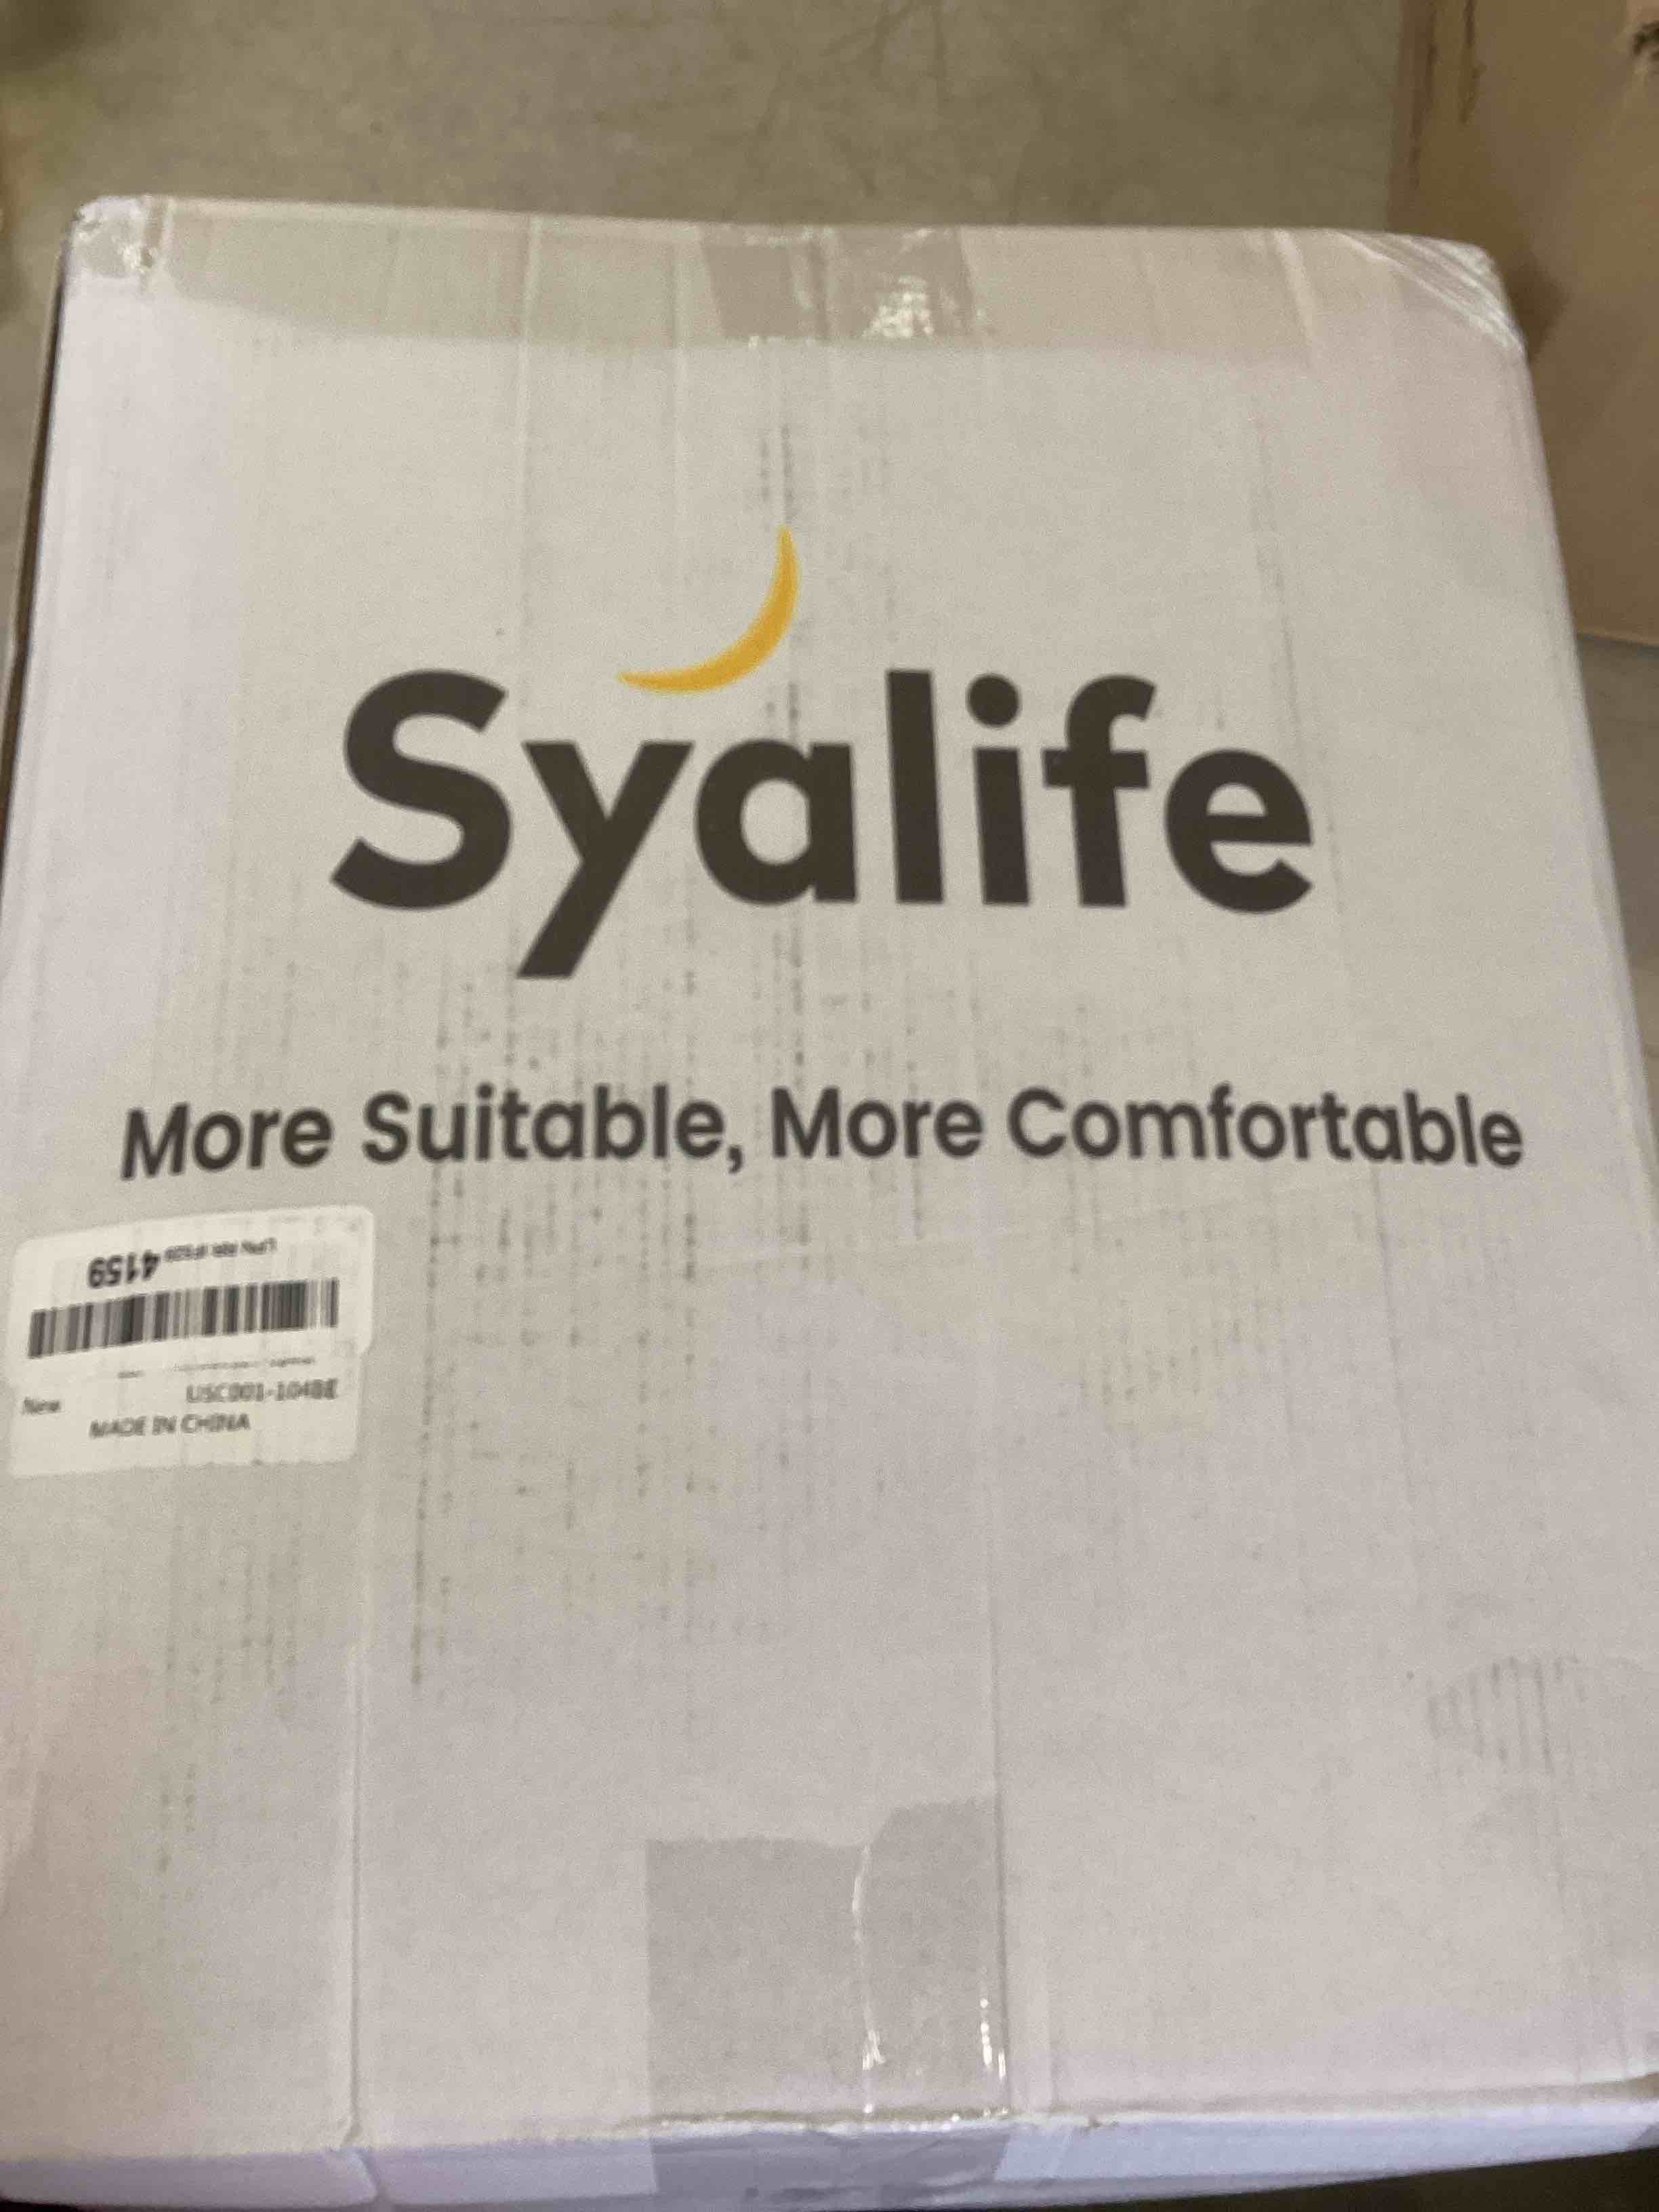 Syalife
More Suitable, More Comfortable
4159
New
USC001-104BE
MADE IN CHINA